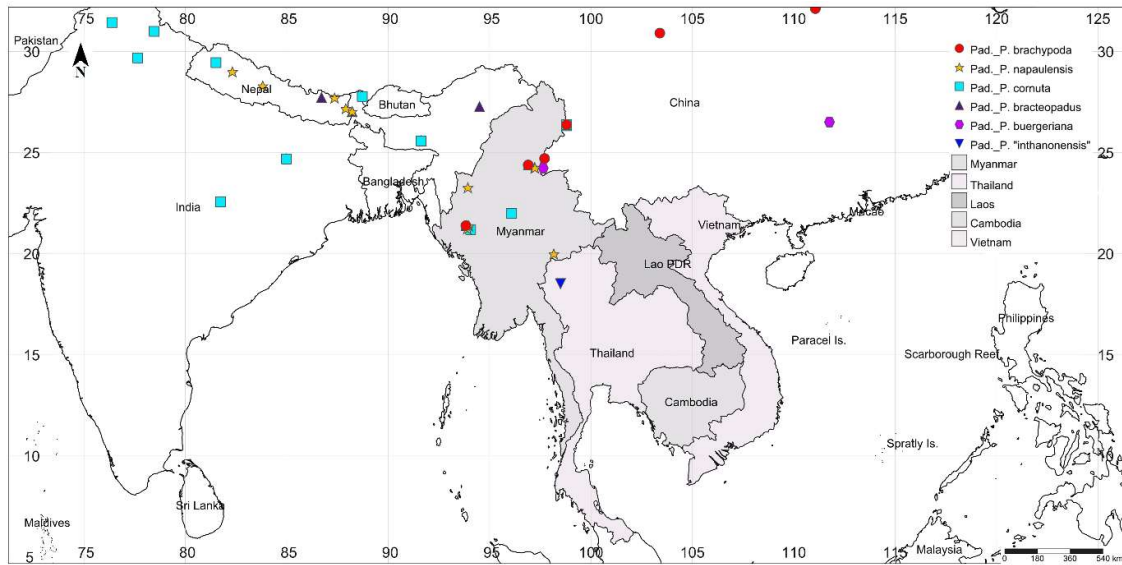 75 80 85 90 95 100 105 110 115 120 125
Pakistan
30 30
N
Pad._P. brachypoda
Pad._P. napaulensis
Pad._P. cornuta
Pad._P. bracteopadus
Pad._P. buergeriana
Pad._P. "inthanonensis"
Myanmar
Thailand
Laos
Cambodia
Vietnam
Nepal
Bhutan
China
25
Bangladesh
India
Macao
Myanmar
Vietnam
20 20
Lao PDR
Philippines
Paracel Is.
Thailand
Scarborough Reef
15 15
Cambodia
Spratly Is.
10 10
Sri Lanka
Maldives
Malaysia
5 75 80 85 90 95 100 105 110 115
0 180 360 540 km